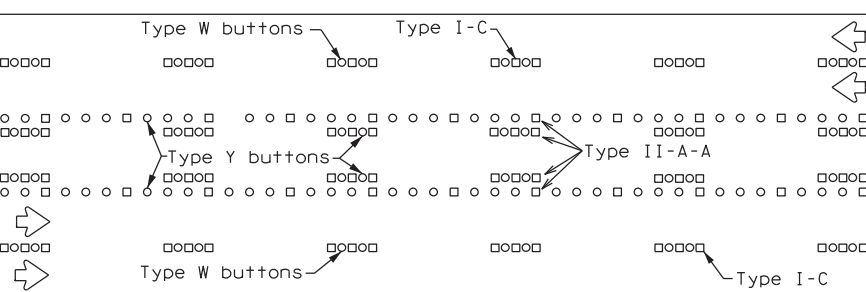 Type W buttons
Type I-C
Type Y buttons
Type II-A-A
Type W buttons
Type I-C